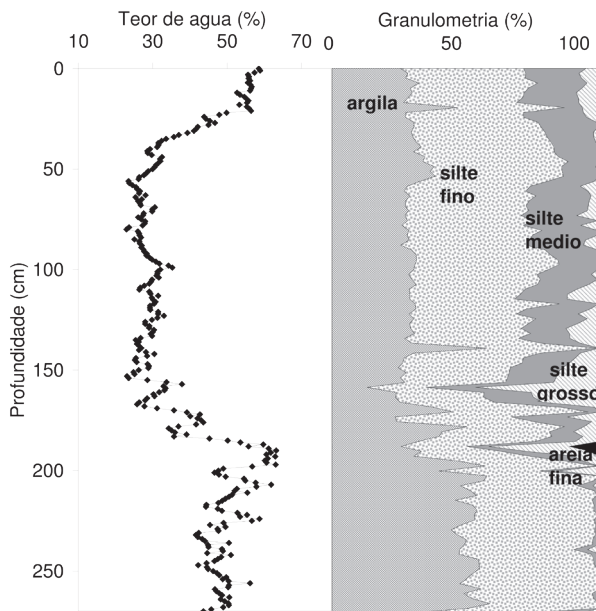 Teor de agua (%)
10 30 50 70
Granulometria (%)
0 50 100
Profundidade (cm)
0
50
100
150
200
250
argila
silte
fino
silte
medio
silte
grosso
areia
fina